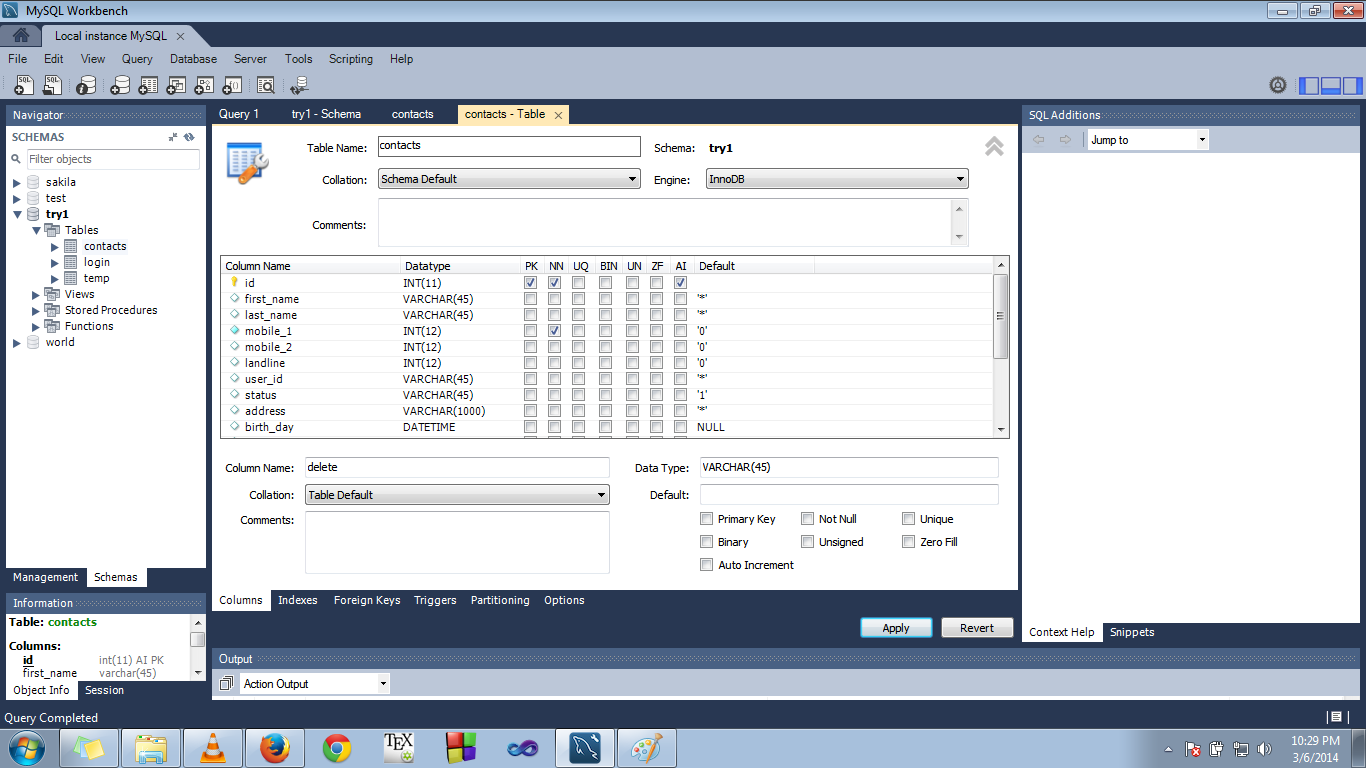 MySQL Workbench
Local instance MySQL
File Edit View Query Database Server Tools Scripting Help
Navigator
SCHEMAS
Filter objects
sakila
test
try1
Tables
contacts
login
temp
Views
Stored Procedures
Functions
world
Management Schemas
Information
Table: contacts
Columns:
id int(11) AI PK
first_name varchar(45)
Object Info Session
Query 1 try1 - Schema contacts contacts - Table
Table Name: contacts Schema: try1
Collation: Schema Default Engine: InnoDB
Comments:
Column Name Datatype PK NN UQ BIN UN ZF AI Default
id INT(11)
first_name VARCHAR(45) '*'
last_name VARCHAR(45) '*'
mobile_1 INT(12) '0'
mobile_2 INT(12) '0'
landline INT(12) '0'
user_id VARCHAR(45) '*'
status VARCHAR(45) '1'
address VARCHAR(1000) '*'
birth_day DATETIME NULL
Column Name: delete Data Type: VARCHAR(45)
Collation: Table Default Default:
Comments:
Primary Key Not Null Unique
Binary Unsigned Zero Fill
Auto Increment
Columns Indexes Foreign Keys Triggers Partitioning Options
Apply Revert
Output
Action Output
SQL Additions
Jump to
Context Help Snippets
Query Completed
TEX
10:29 PM
3/6/2014